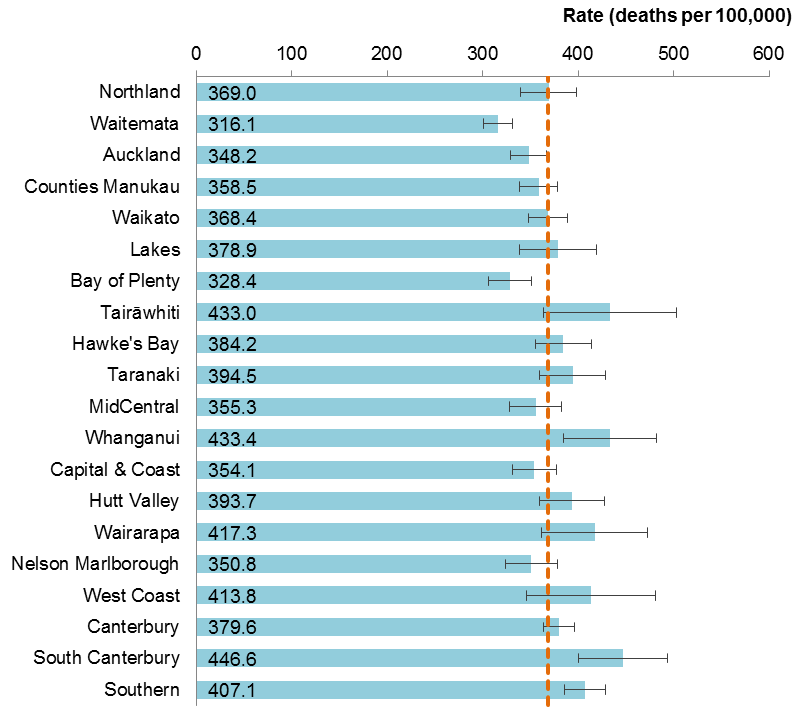 Rate (deaths per 100,000)
0 100 200 300 400 500 600
Northland 369.0
Waitemata 316.1
Auckland 348.2
Counties Manukau 358.5
Waikato 368.4
Lakes 378.9
Bay of Plenty 328.4
Tairāwhiti 433.0
Hawke's Bay 384.2
Taranaki 394.5
MidCentral 355.3
Whanganui 433.4
Capital & Coast 354.1
Hutt Valley 393.7
Wairarapa 417.3
Nelson Marlborough 350.8
West Coast 413.8
Canterbury 379.6
South Canterbury 446.6
Southern 407.1